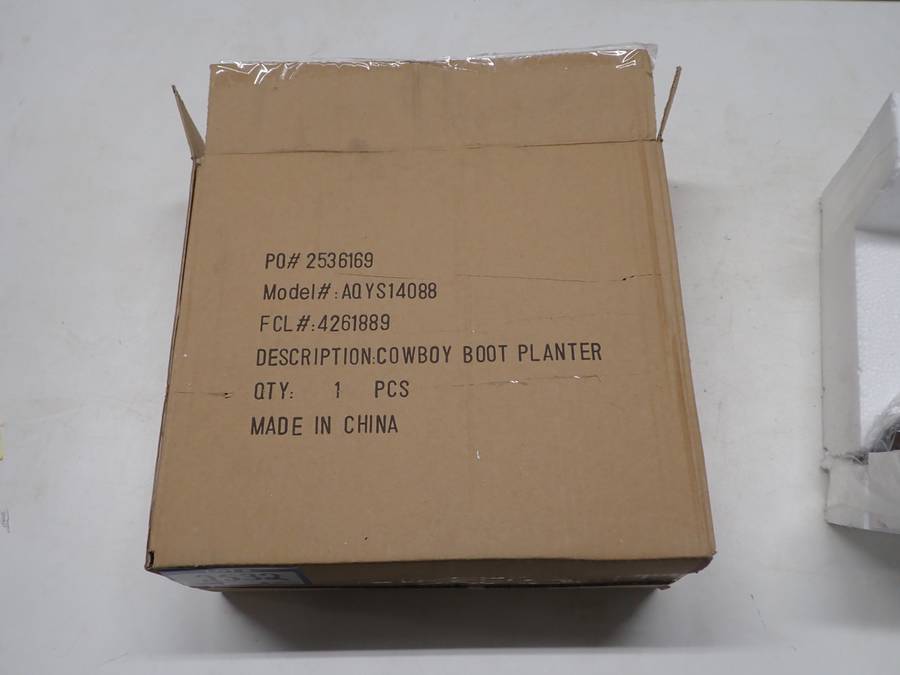 PO# 2536169
Model#:AQYS14088
FCL#:4261889
DESCRIPTION:COWBOY BOOT PLANTER
QTY: 1 PCS
MADE IN CHINA